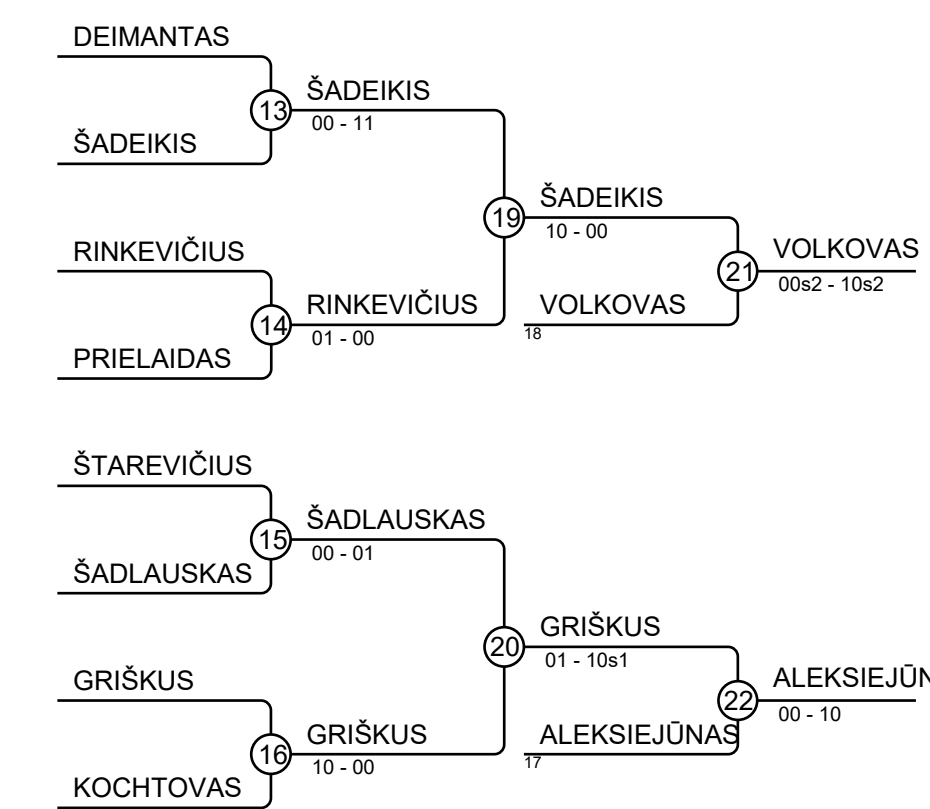 DEIMANTAS
13
ŠADEIKIS
00 - 11
ŠADEIKIS
19
ŠADEIKIS
10 - 00
RINKEVIČIUS
14
RINKEVIČIUS
01 - 00
PRIELAIDAS
VOLKOVAS
18
21
VOLKOVAS
00s2 - 10s2
ŠTAREVIČIUS
15
ŠADLAUSKAS
00 - 01
ŠADLAUSKAS
20
GRIŠKUS
01 - 10s1
GRIŠKUS
16
GRIŠKUS
10 - 00
KOCHTOVAS
ALEKSIEJŪNAS
17
22
ALEKSIEJŪN
00 - 10